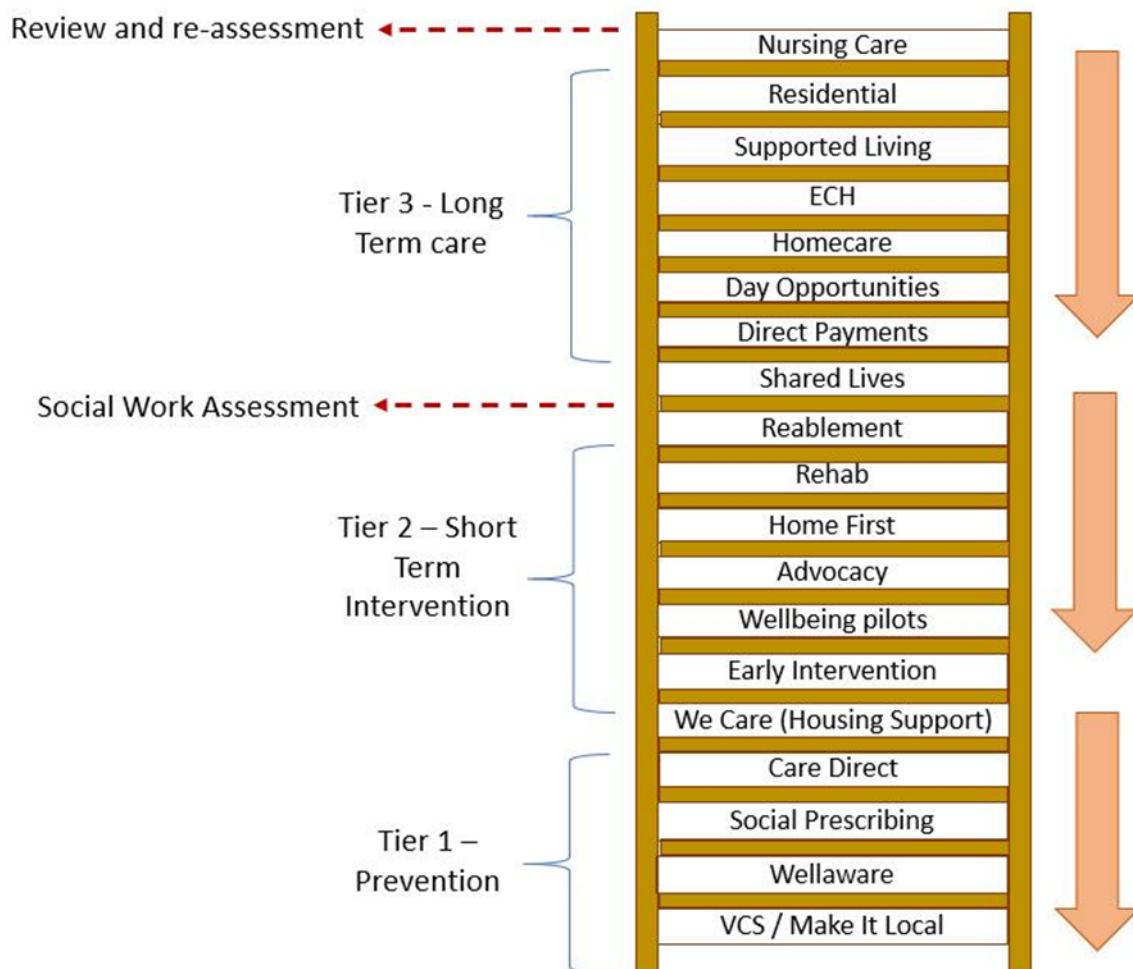 Review and re-assessment
Nursing Care
Residential
Supported Living
Tier 3 - Long
Term care
ECH
Homecare
Day Opportunities
Direct Payments
Shared Lives
Social Work Assessment
Reablement
Rehab
Tier 2 – Short
Term
Intervention
Home First
Advocacy
Wellbeing pilots
Early Intervention
We Care (Housing Support)
Care Direct
Social Prescribing
Tier 1 –
Prevention
Wellaware
VCS / Make It Local